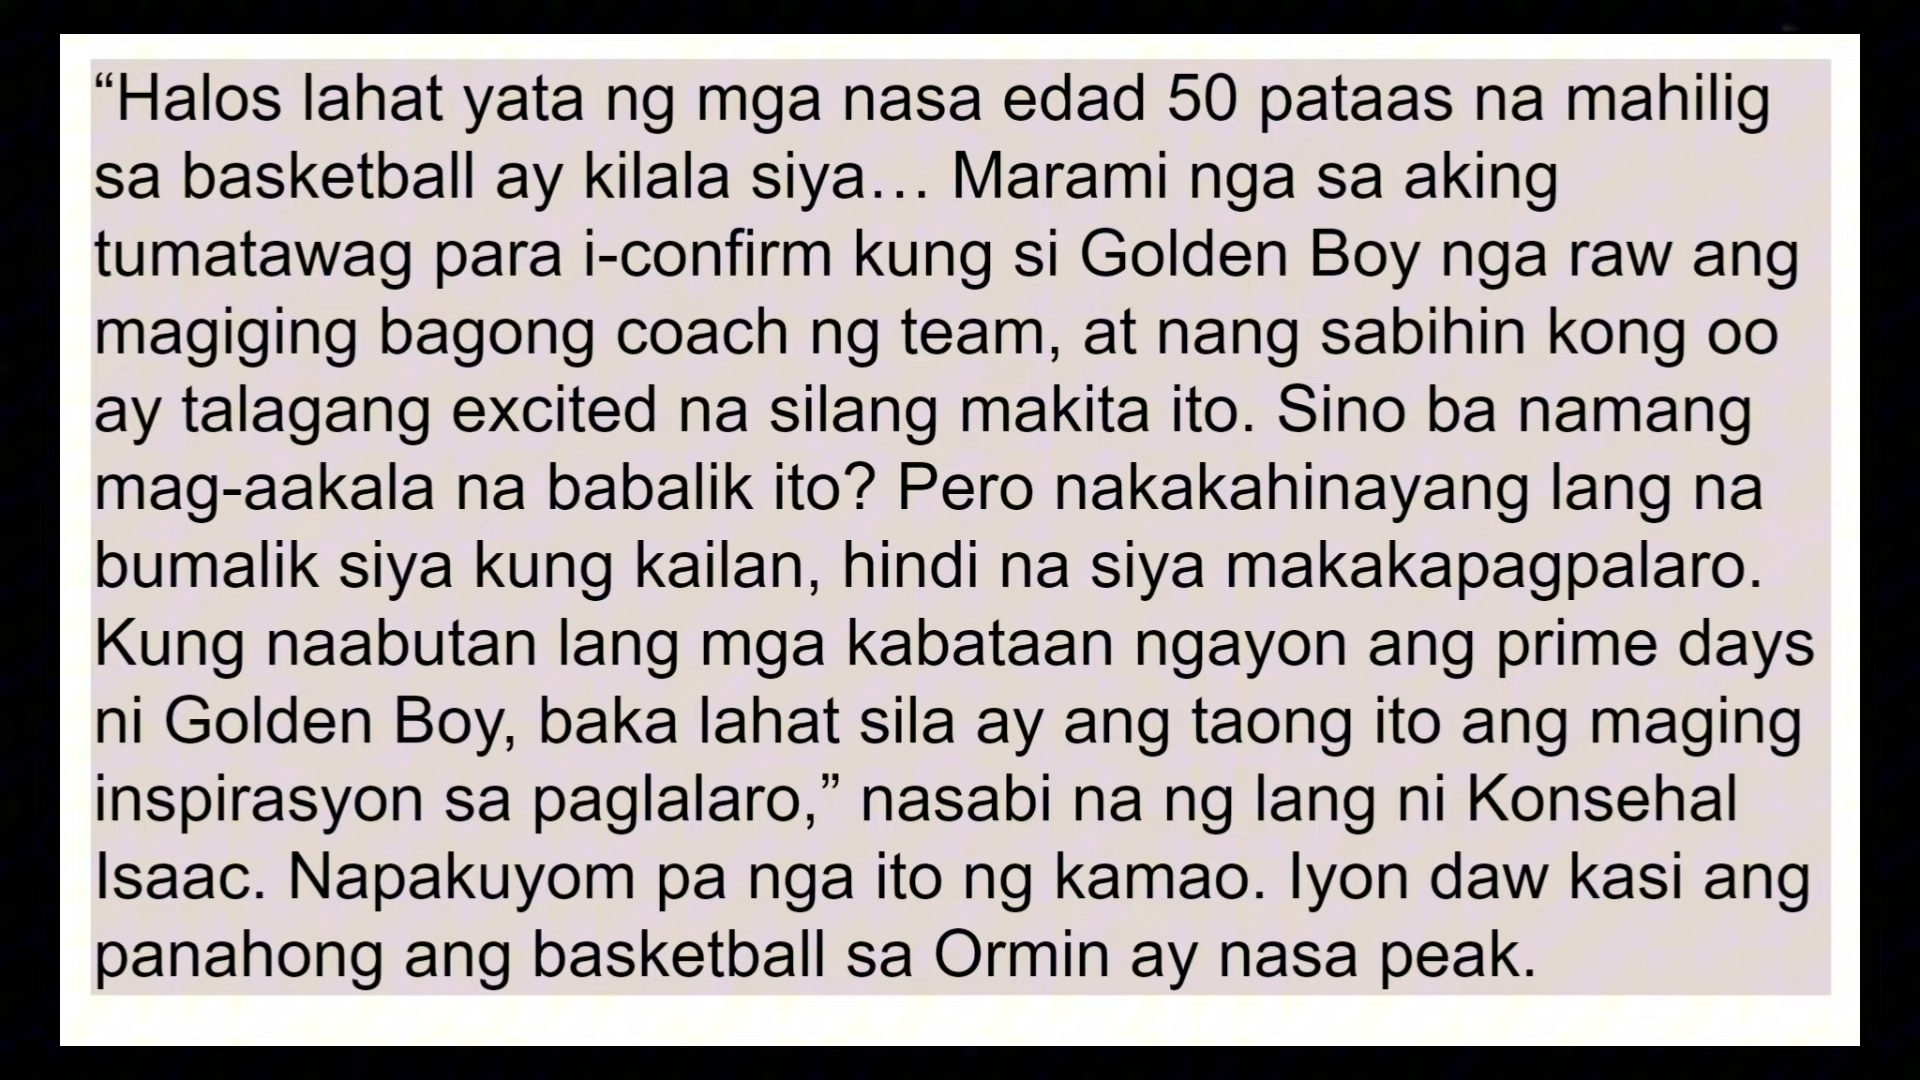 “Halos lahat yata ng mga nasa edad 50 pataas na mahilig
sa basketball ay kilala siya… Marami nga sa aking
tumatawag para i-confirm kung si Golden Boy nga raw ang
magiging bagong coach ng team, at nang sabihin kong oo
ay talagang excited na silang makita ito. Sino ba namang
mag-aakala na babalik ito? Pero nakakahinayang lang na
bumalik siya kung kailan, hindi na siya makakapagpalaro.
Kung naabutan lang mga kabataan ngayon ang prime days
ni Golden Boy, baka lahat sila ay ang taong ito ang maging
inspirasyon sa paglalaro,” nasabi na ng lang ni Konsehal
Isaac. Napakuyom pa nga ito ng kamao. Iyon daw kasi ang
panahong ang basketball sa Ormin ay nasa peak.